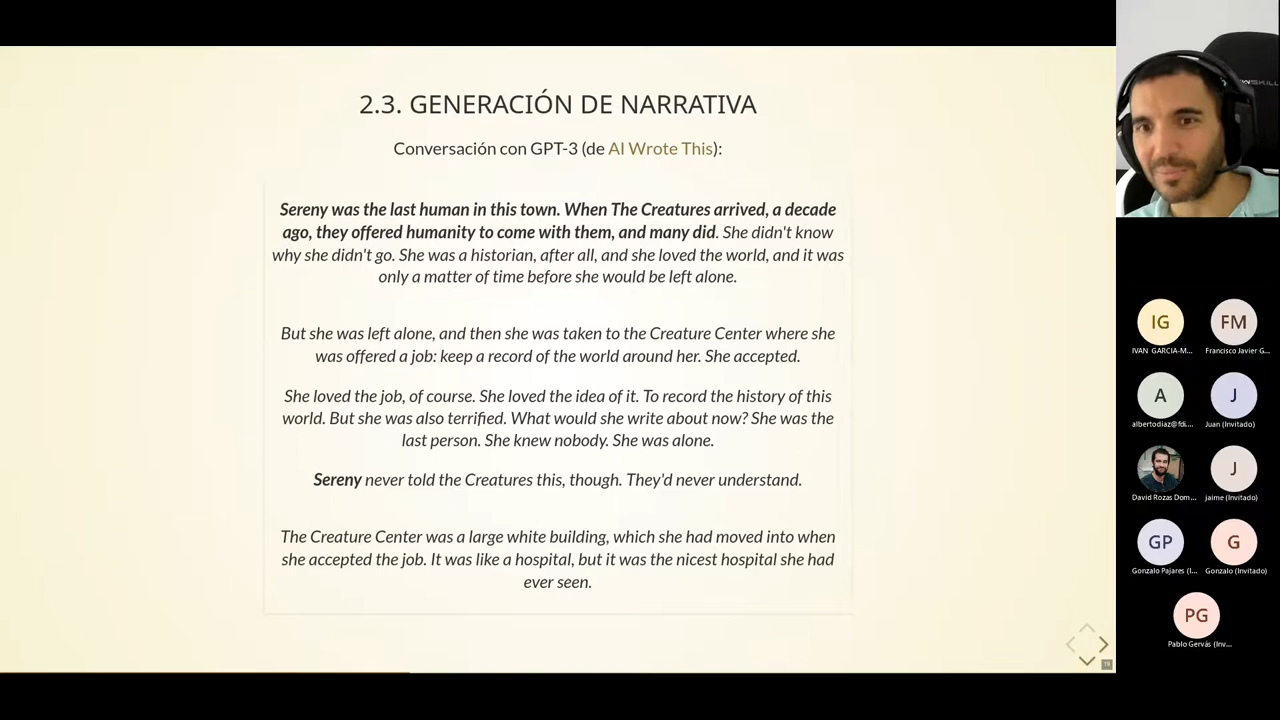 2.3. GENERACIÓN DE NARRATIVA
Conversación con GPT-3 (de AI Wrote This):
Sereny was the last human in this town. When The Creatures arrived, a decade
ago, they offered humanity to come with them, and many did. She didn't know
why she didn't go. She was a historian, after all, and she loved the world, and it was
only a matter of time before she would be left alone.
But she was left alone, and then she was taken to the Creature Center where she
was offered a job: keep a record of the world around her. She accepted.
She loved the job, of course. She loved the idea of it. To record the history of this
world. But she was also terrified. What would she write about now? She was the
last person. She knew nobody. She was alone.
Sereny never told the Creatures this, though. They'd never understand.
The Creature Center was a large white building, which she had moved into when
she accepted the job. It was like a hospital, but it was the nicest hospital she had
ever seen.
IG
FM
IVAN GARCIA-M...
Francisco Javier G...
A
J
albertodiaz@fdi....
Juan (Invitado)
J
David Rozas Dom...
jaime (Invitado)
GP
G
Gonzalo Pajares (I...
Gonzalo (Invitado)
PG
Pablo Gervás (Inv...